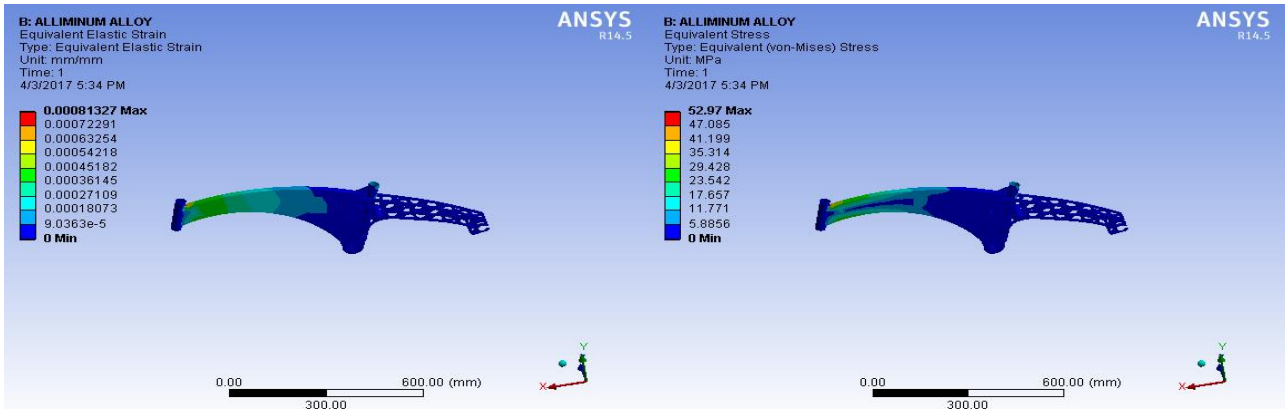 B: ALLIMINUM ALLOY
Equivalent Elastic Strain
Type: Equivalent Elastic Strain
Unit: mm/mm
Time: 1
4/3/2017 5:34 PM
0.00081327 Max
0.00072291
0.00063254
0.00054218
0.00045182
0.00036145
0.00027109
0.00018073
9.0363e-5
0 Min
ANSYS
R14.5
0.00
600.00 (mm)
300.00
Y
X
B: ALLIMINUM ALLOY
Equivalent Stress
Type: Equivalent (von-Mises) Stress
Unit: MPa
Time: 1
4/3/2017 5:34 PM
52.97 Max
47.085
41.199
35.314
29.428
23.542
17.657
11.771
5.8856
0 Min
ANSYS
R14.5
0.00
600.00 (mm)
300.00
Y
X